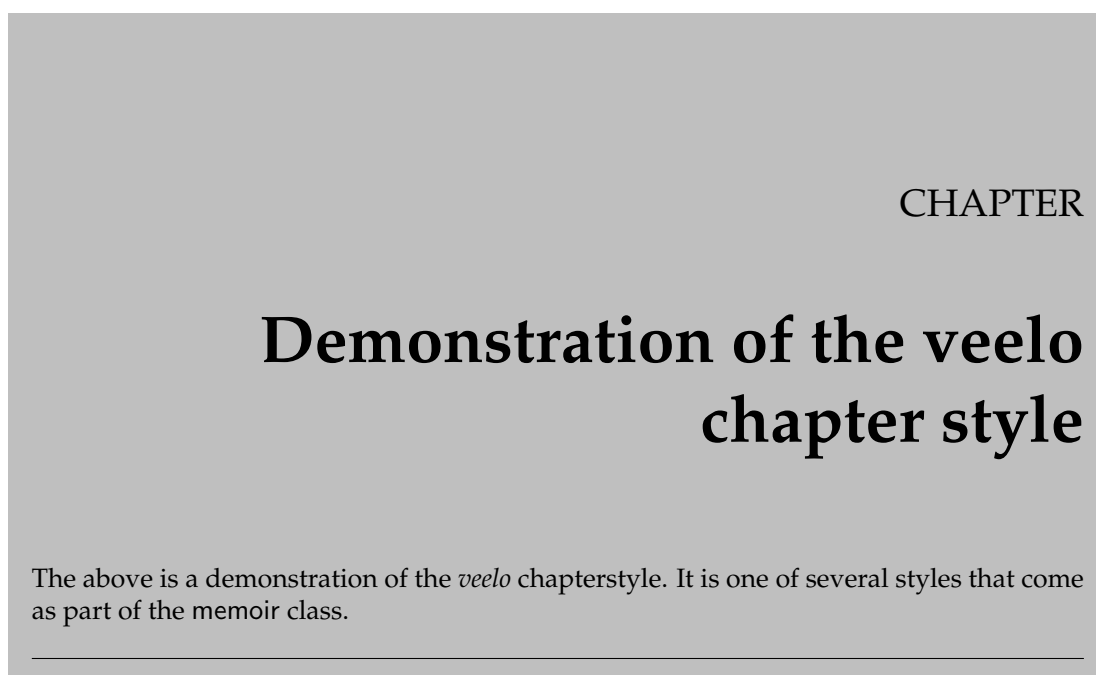 CHAPTER
Demonstration of the veelo
chapter style
The above is a demonstration of the veelo chapterstyle. It is one of several styles that come
as part of the memoir class.